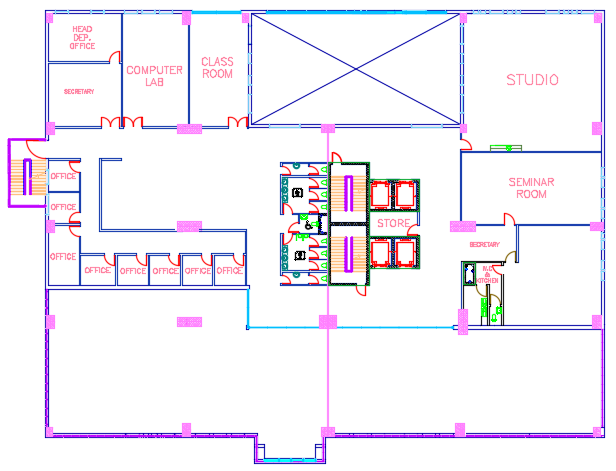 HEAD
DEP.
OFFICE
COMPUTER
LAB
CLASS
ROOM
STUDIO
SECRETARY
OFFICE
OFFICE
SEMINAR
ROOM
STORE
SECRETARY
OFFICE
OFFICE
OFFICE
OFFICE
OFFICE
OFFICE
&
KITCHEN